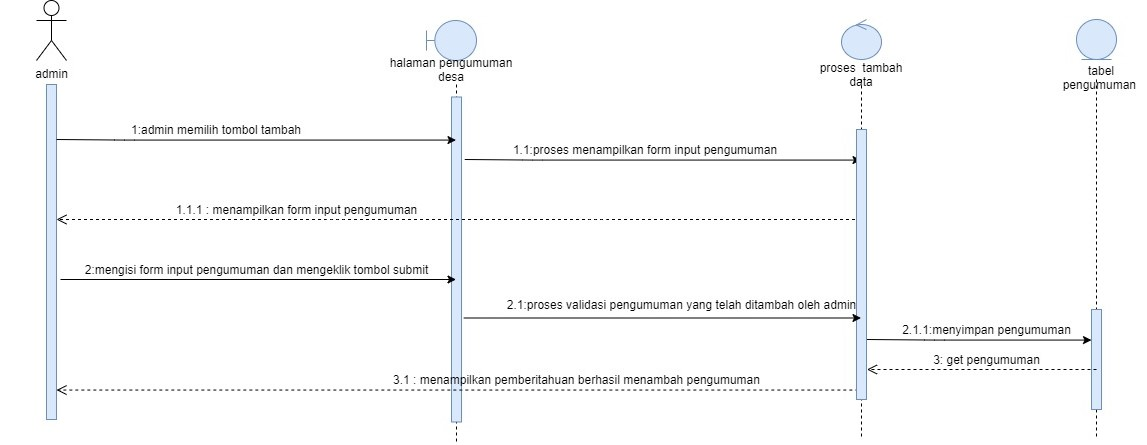 admin
halaman pengumuman
desa
proses tambah
data
tabel
pengumuman
1:admin memilih tombol tambah
1.1:proses menampilkan form input pengumuman
1.1.1 : menampilkan form input pengumuman
2:mengisi form input pengumuman dan mengeklik tombol submit
2.1:proses validasi pengumuman yang telah ditambah oleh admin
2.1.1:menyimpan pengumuman
3: get pengumuman
3.1 : menampilkan pemberitahuan berhasil menambah pengumuman